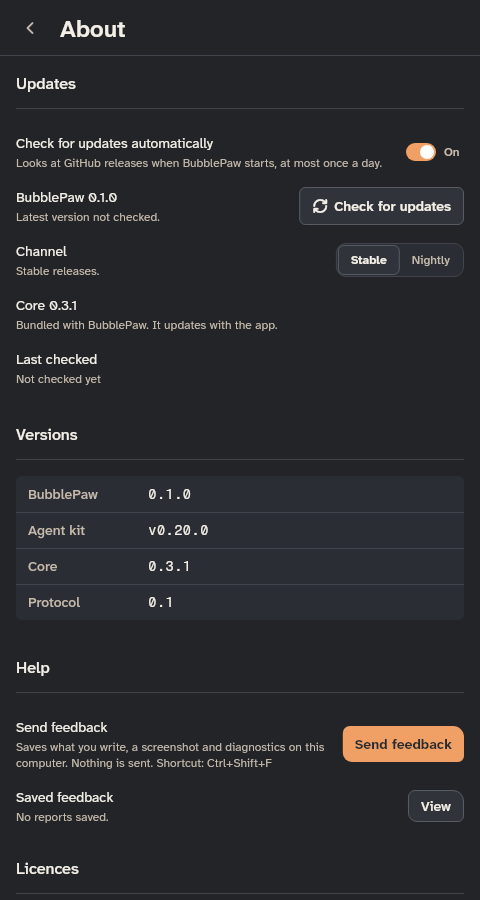 About
Updates
Check for updates automatically
Looks at GitHub releases when BubblePaw starts, at most once a day.
On
BubblePaw 0.1.0
Latest version not checked.
Check for updates
Channel
Stable releases.
Stable
Nightly
Core 0.3.1
Bundled with BubblePaw. It updates with the app.
Last checked
Not checked yet
Versions
BubblePaw 0.1.0
Agent kit v0.20.0
Core 0.3.1
Protocol 0.1
Help
Send feedback
Saves what you write, a screenshot and diagnostics on this
computer. Nothing is sent. Shortcut: Ctrl+Shift+F
Send feedback
Saved feedback
No reports saved.
View
Licences